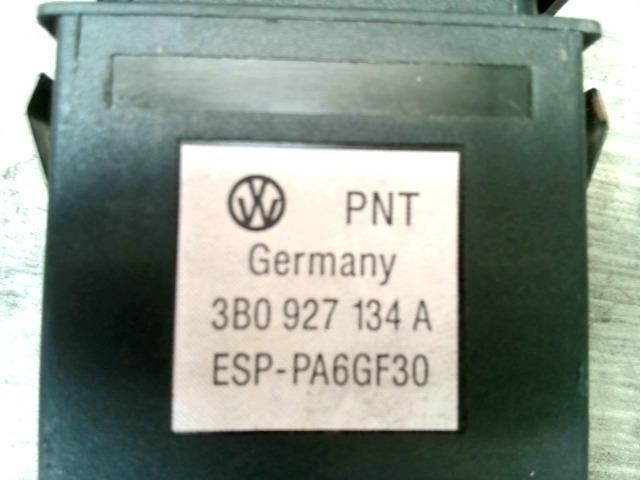 PNT
Germany
3B0 927 134 A
ESP-PA6GF30